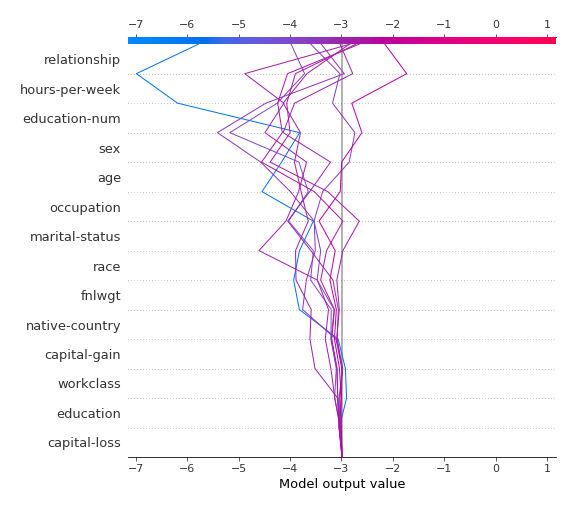 −7 −6 −5 −4 −3 −2 −1 0 1
relationship
hours-per-week
education-num
sex
age
occupation
marital-status
race
fnlwgt
native-country
capital-gain
workclass
education
capital-loss
−7 −6 −5 −4 −3 −2 −1 0 1
Model output value